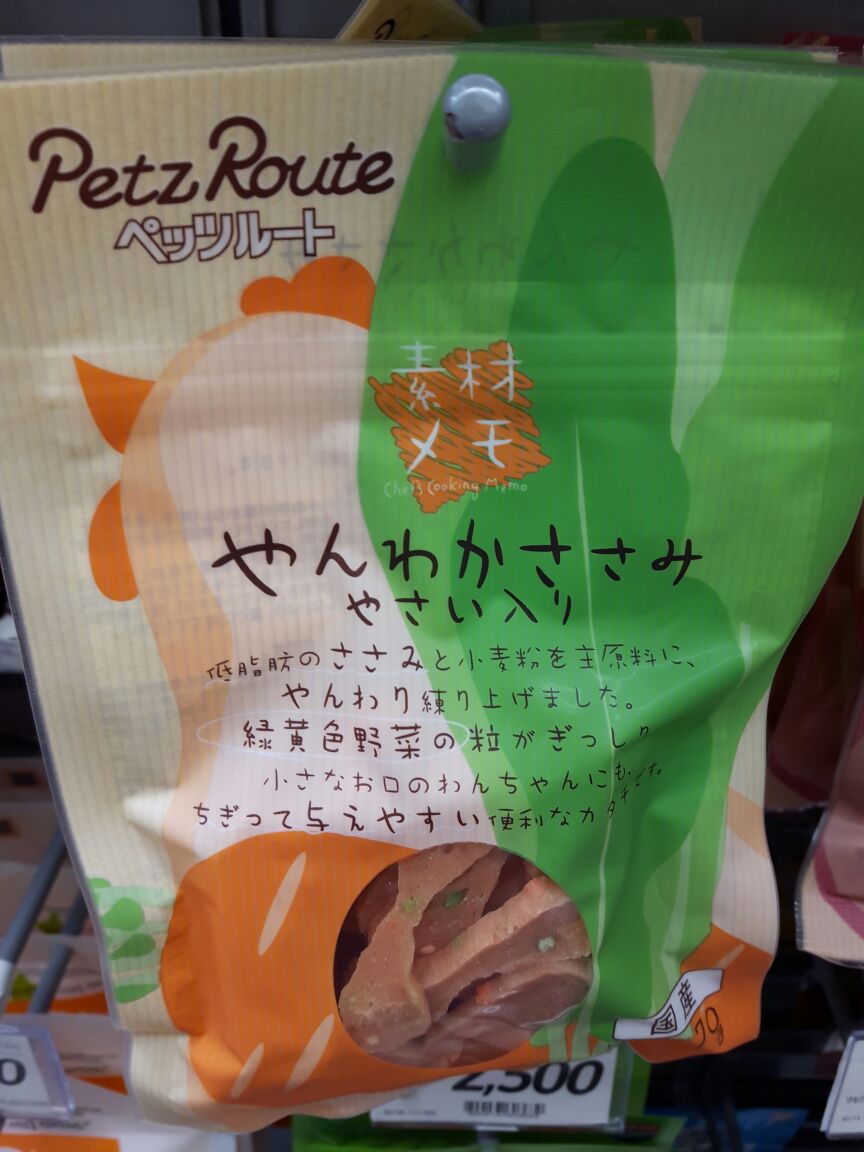 Petz Route
ペッツルート
素材
メモ
Chef's Cooking Memo
やんわかささみ
やさい入り
低脂肪のささみと小麦粉を主原料に、
やんわり練り上げました。
緑黄色野菜の粒がぎっしり
小さなお口のわんちゃんにも
ちぎって与えやすい便利なカタチです。
国産
70g
2,500